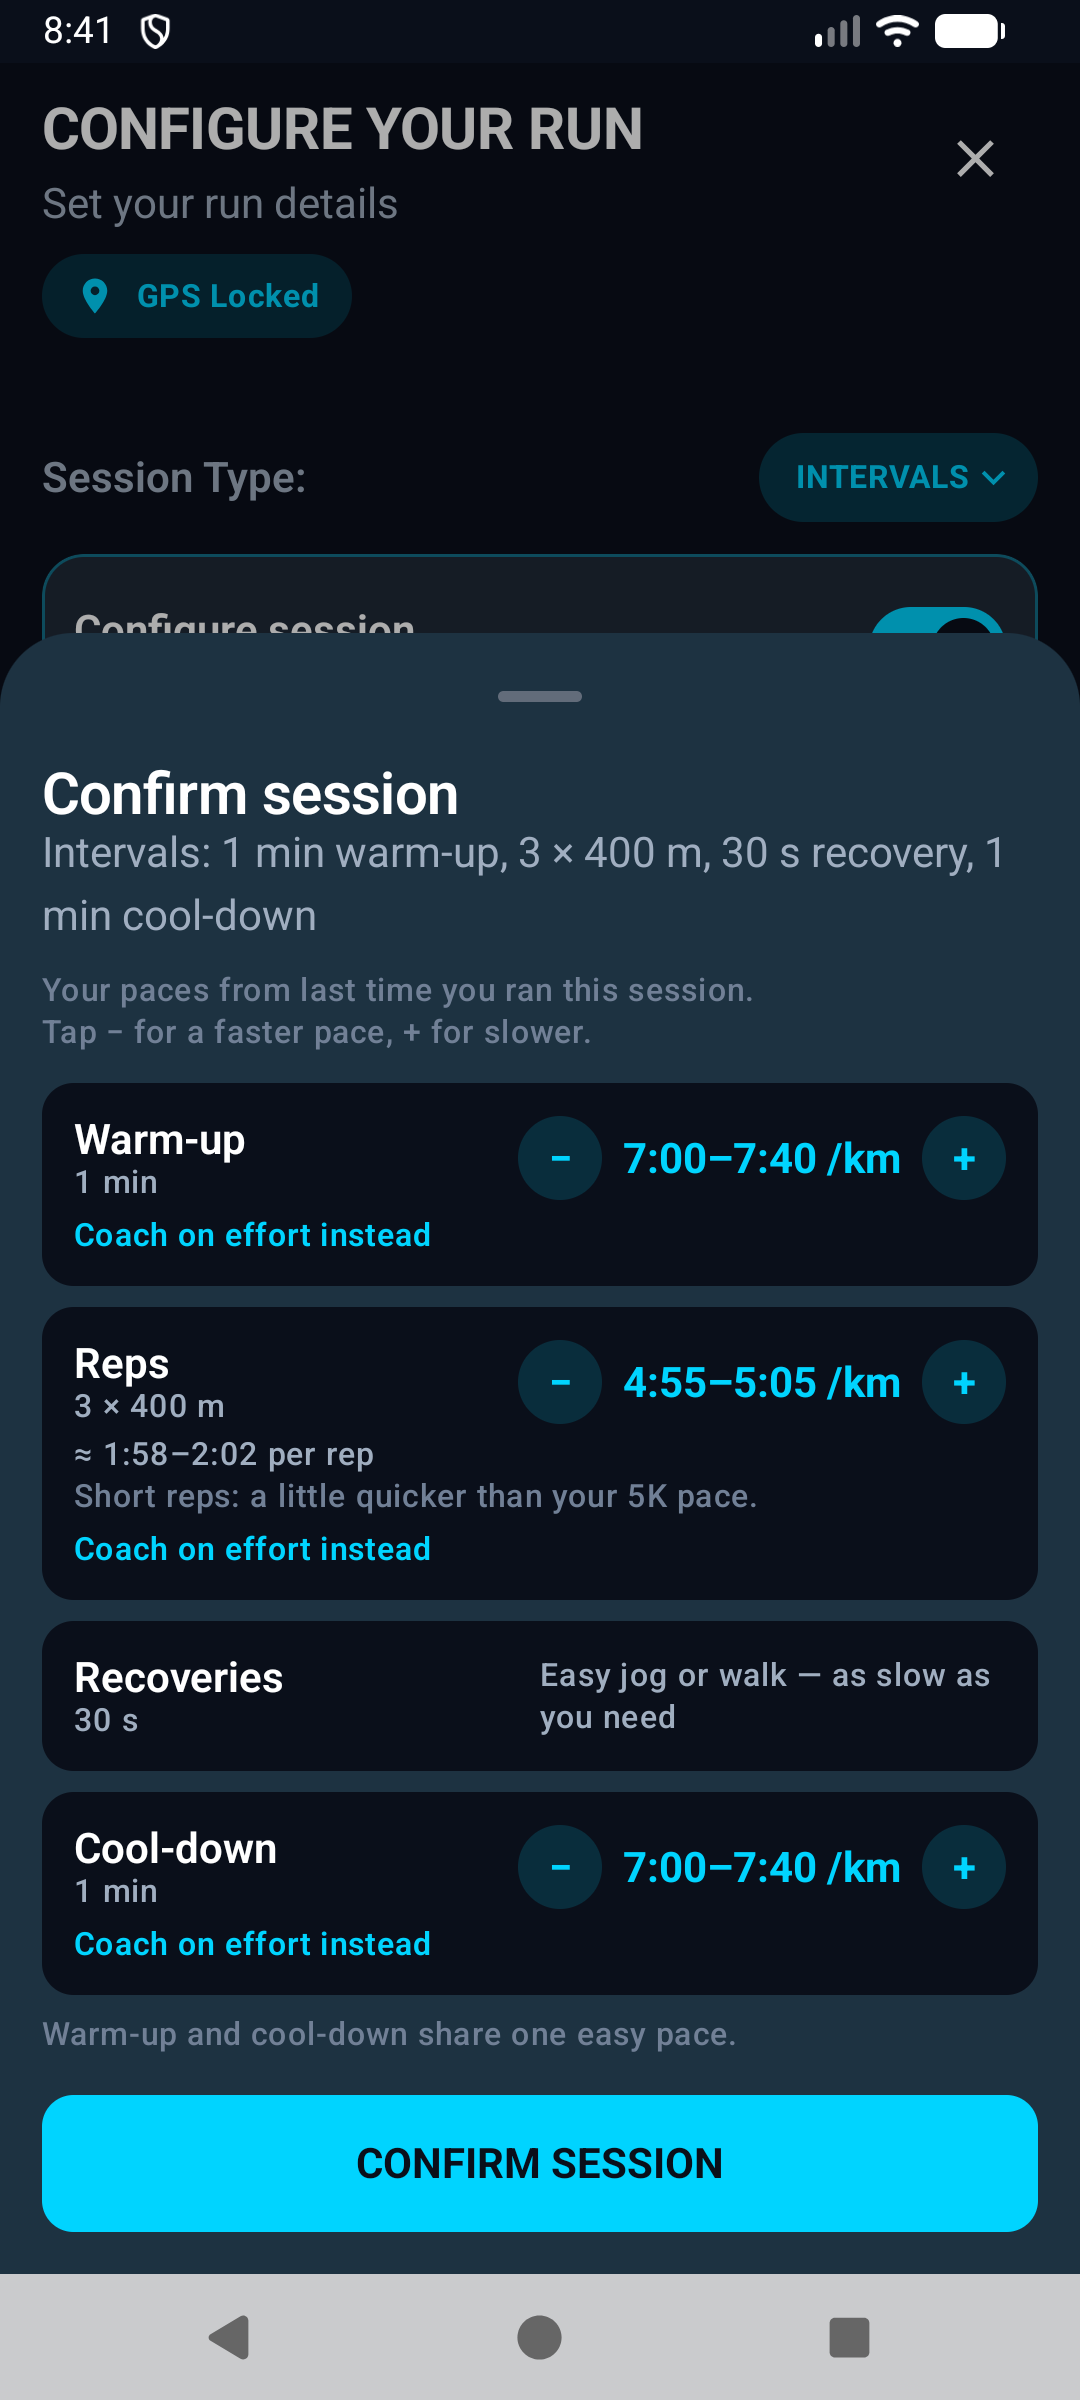 8:41
CONFIGURE YOUR RUN
Set your run details
GPS Locked
Session Type:
INTERVALS
Configure session
Confirm session
Intervals: 1 min warm-up, 3 × 400 m, 30 s recovery, 1
min cool-down
Your paces from last time you ran this session.
Tap − for a faster pace, + for slower.
Warm-up
1 min
− 7:00–7:40 /km +
Coach on effort instead
Reps
3 × 400 m
− 4:55–5:05 /km +
≈ 1:58–2:02 per rep
Short reps: a little quicker than your 5K pace.
Coach on effort instead
Recoveries
30 s
Easy jog or walk — as slow as
you need
Cool-down
1 min
− 7:00–7:40 /km +
Coach on effort instead
Warm-up and cool-down share one easy pace.
CONFIRM SESSION